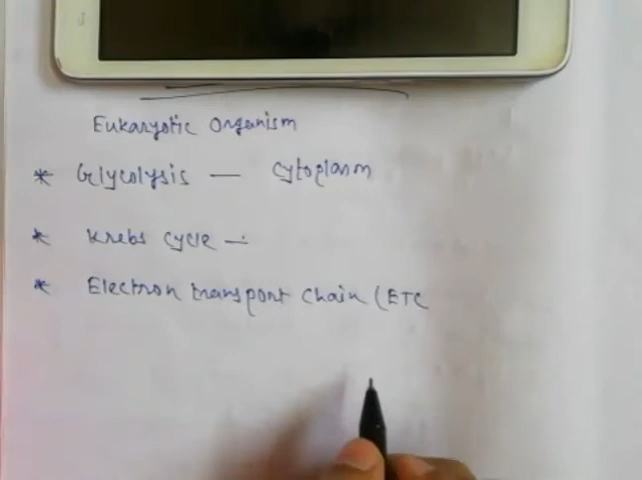 Eukaryotic Organism
* Glycolysis — Cytoplasm
* Krebs cycle —
* Electron transport chain (ETC